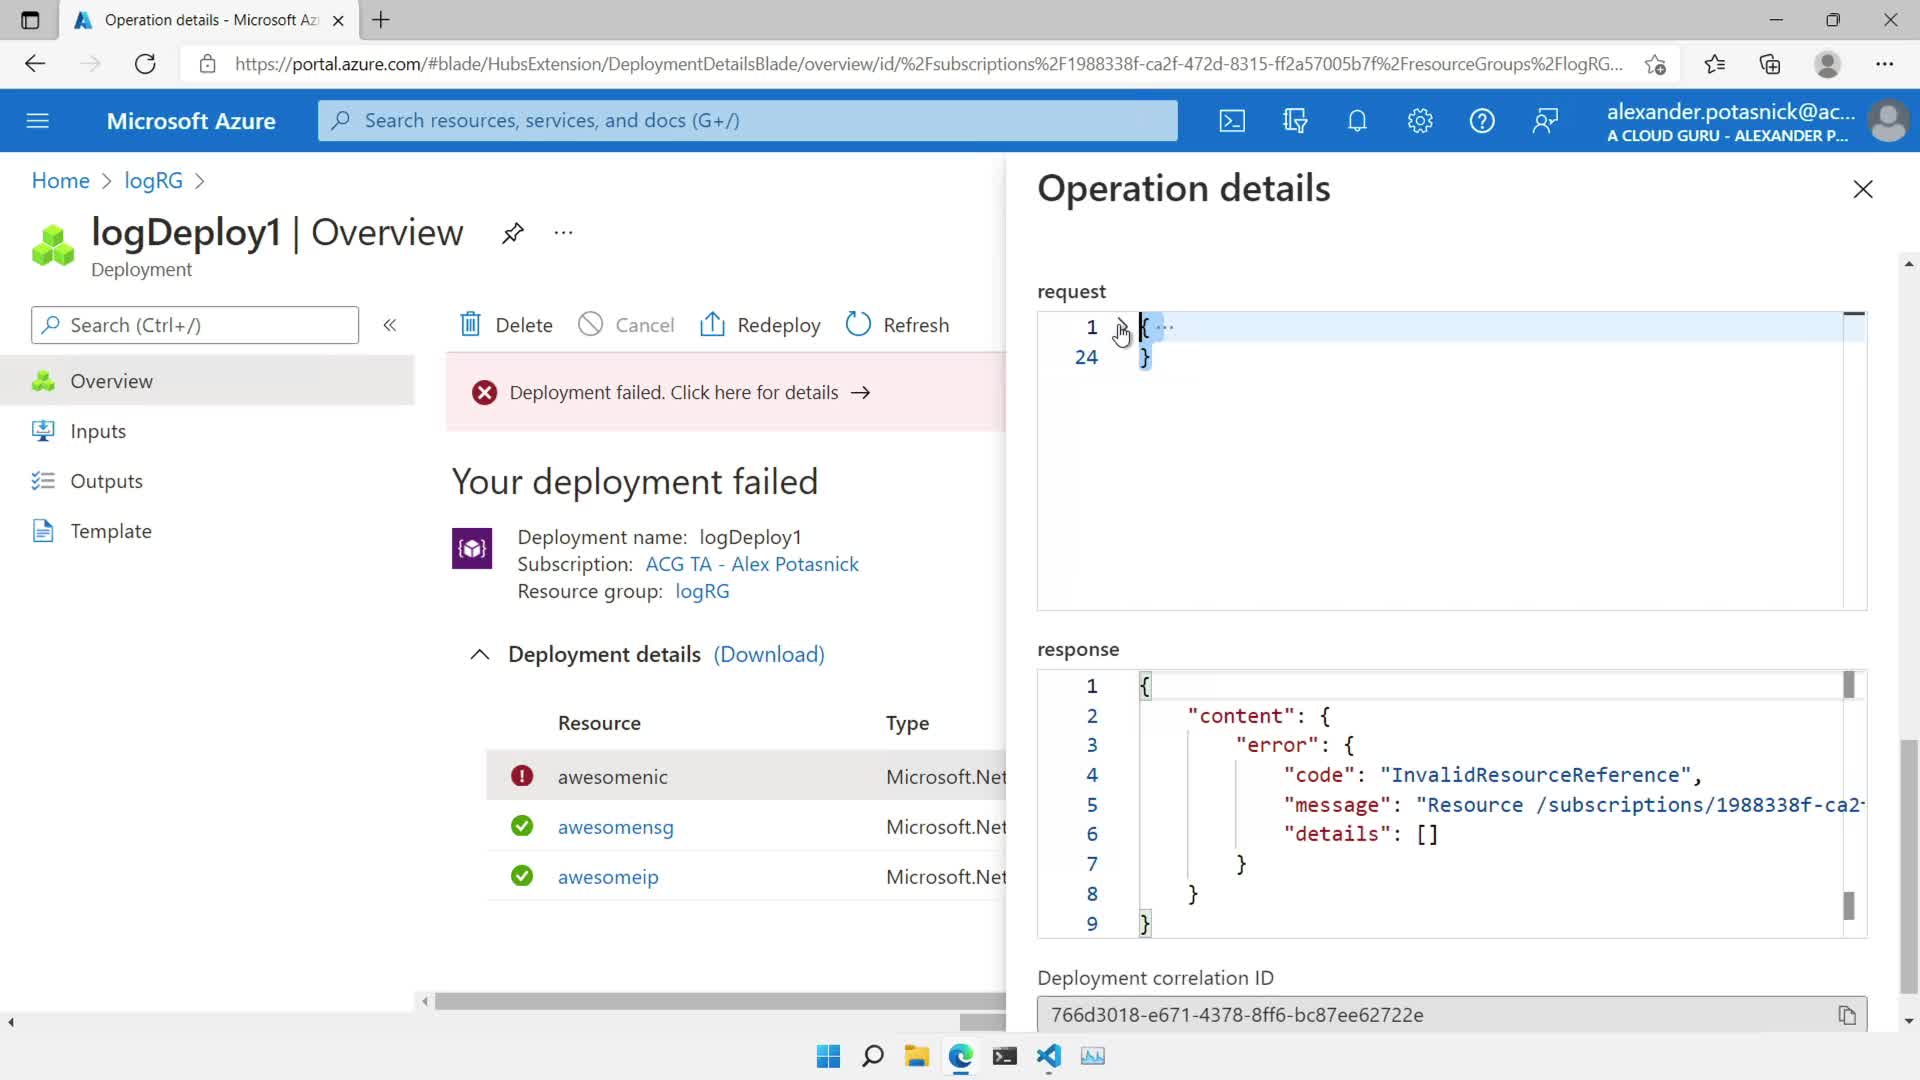 Operation details - Microsoft Az
https://portal.azure.com/#blade/HubsExtension/DeploymentDetailsBlade/overview/id/%2Fsubscriptions%2F1988338f-ca2f-472d-8315-ff2a57005b7f%2FresourceGroups%2FlogRG...
Microsoft Azure
Search resources, services, and docs (G+/)
alexander.potasnick@ac...
A CLOUD GURU - ALEXANDER P...
Home > logRG >
logDeploy1 | Overview
Deployment
Search (Ctrl+/)
Overview
Inputs
Outputs
Template
Delete
Cancel
Redeploy
Refresh
Deployment failed. Click here for details →
Your deployment failed
Deployment name: logDeploy1
Subscription: ACG TA - Alex Potasnick
Resource group: logRG
Deployment details (Download)
Resource Type
awesomenic Microsoft.Net
awesomensg Microsoft.Net
awesomeip Microsoft.Net
Operation details
request
1 { ...
24 }
response
1 {
2 "content": {
3 "error": {
4 "code": "InvalidResourceReference",
5 "message": "Resource /subscriptions/1988338f-ca2
6 "details": []
7 }
8 }
9 }
Deployment correlation ID
766d3018-e671-4378-8ff6-bc87ee62722e